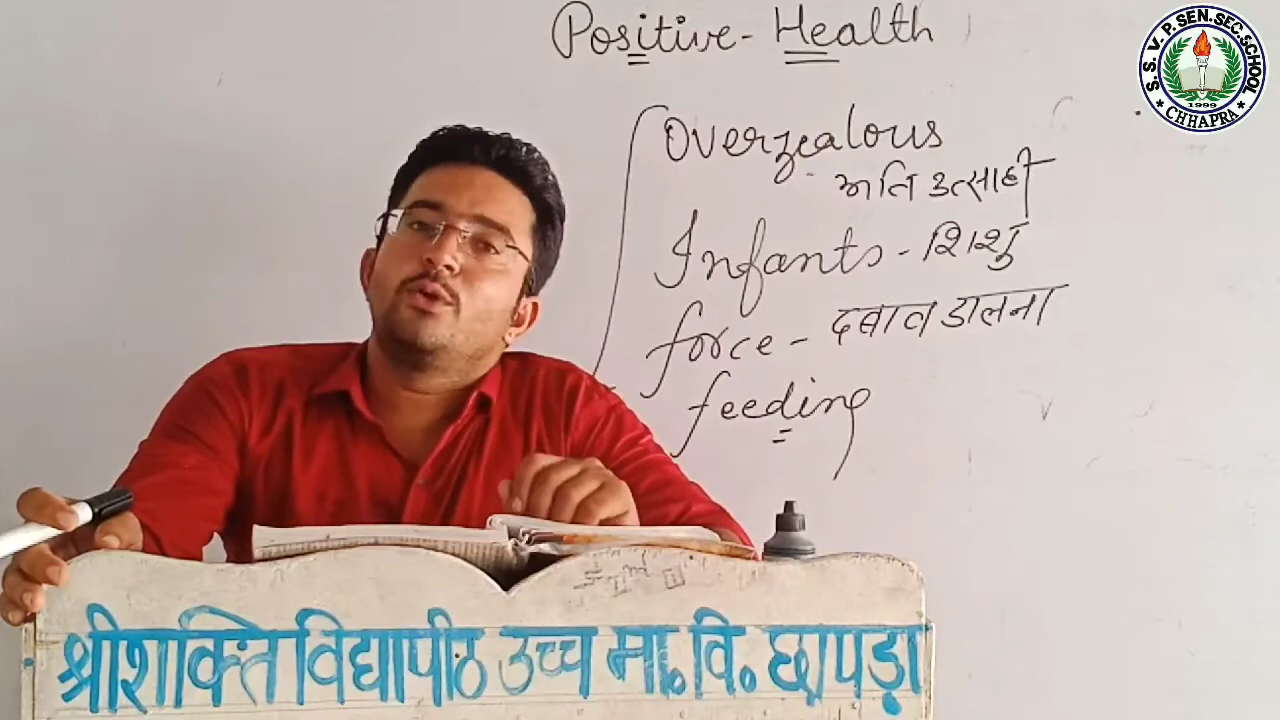 Positive - Health
Overzealous
अति उत्साही
Infants - शिशु
force - दबाव डालना
feeding
S. S. V. P. SEN. SEC. SCHOOL
1999
★ CHHAPRA ★
श्री शक्ति विद्यापीठ उच्च मा. वि. छापड़ा